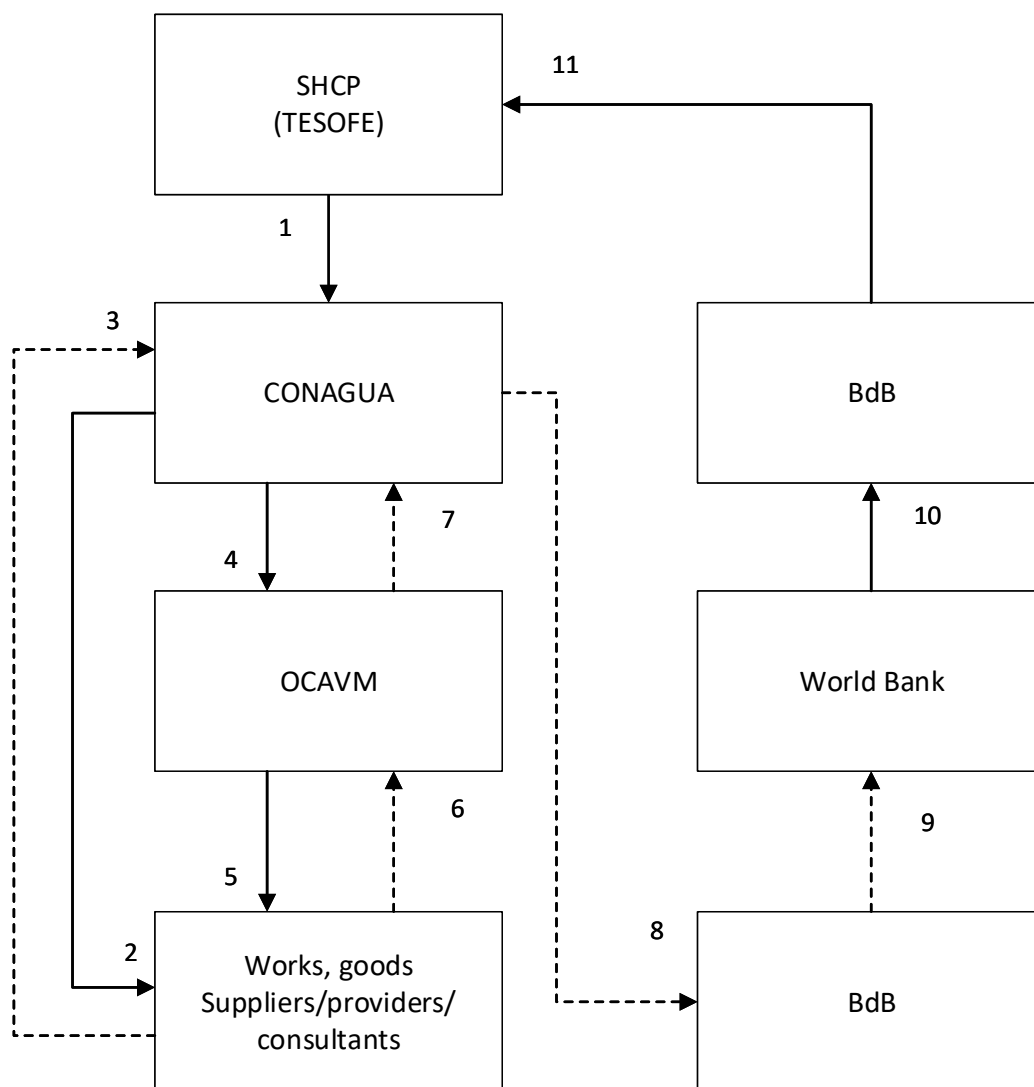 11
SHCP
(TESOFE)
1
3
CONAGUA
BdB
7
10
4
OCAVM
World Bank
6
9
5
8
2
Works, goods
Suppliers/providers/
consultants
BdB